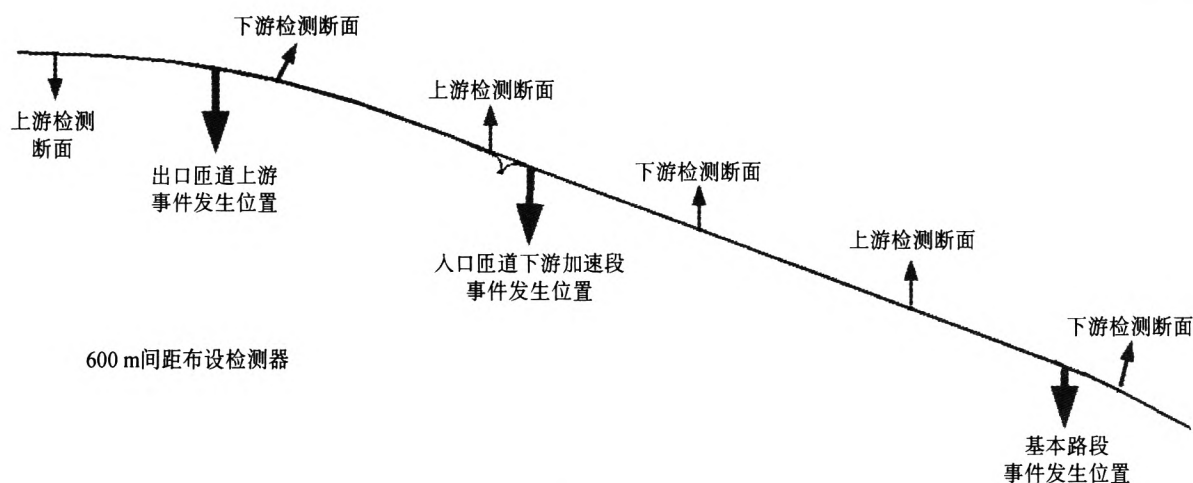 下游检测断面
上游检测
断面
出口匝道上游
事件发生位置
上游检测断面
入口匝道下游加速段
事件发生位置
下游检测断面
上游检测断面
下游检测断面
基本路段
事件发生位置
600 m间距布设检测器